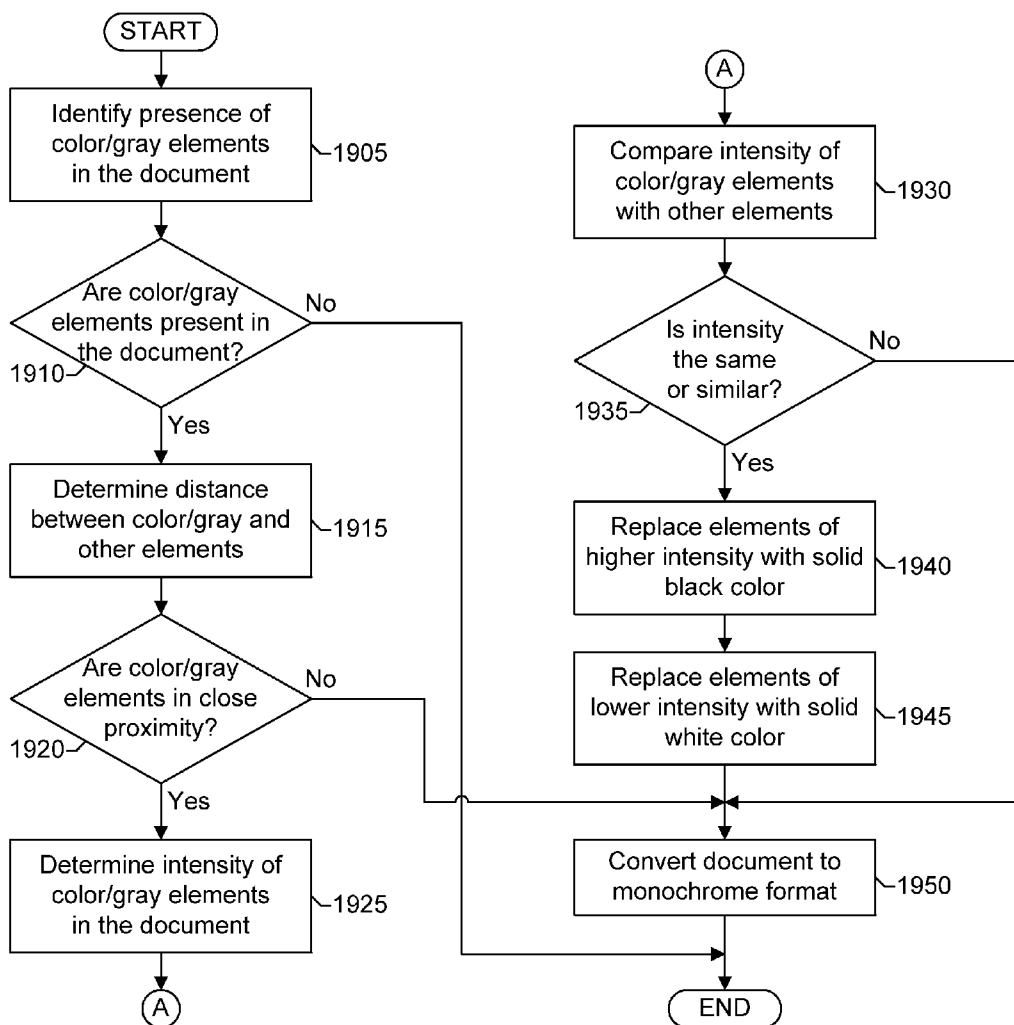 START
Identify presence of
color/gray elements
in the document
1905
Are color/gray
elements present in
the document?
No
1910
Yes
Determine distance
between color/gray and
other elements
1915
Are color/gray
elements in close
proximity?
No
1920
Yes
Determine intensity of
color/gray elements
in the document
1925
A
A
Compare intensity of
color/gray elements
with other elements
1930
Is intensity
the same
or similar?
No
1935
Yes
Replace elements of
higher intensity with solid
black color
1940
Replace elements of
lower intensity with solid
white color
1945
Convert document to
monochrome format
1950
END